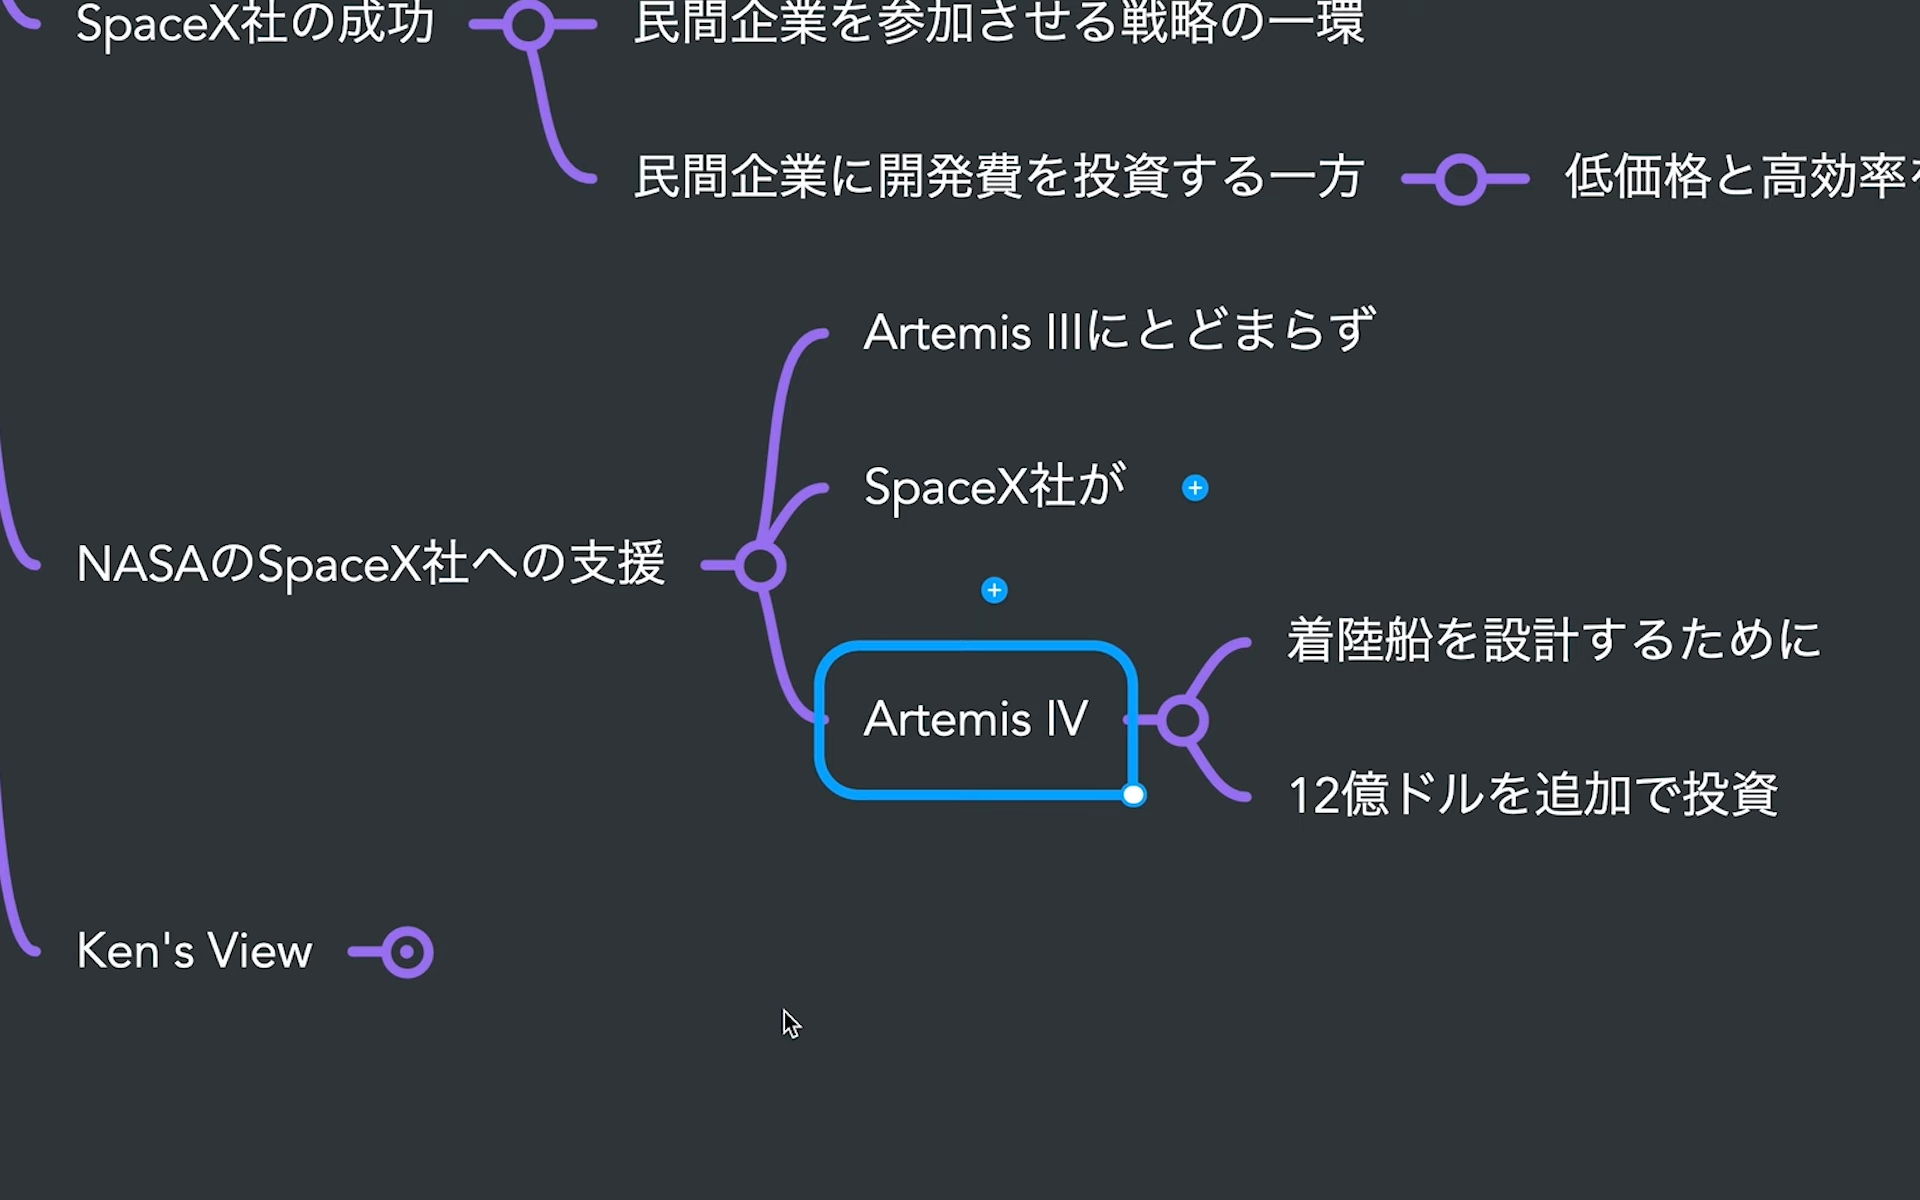 SpaceX社の成功
民間企業を参加させる戦略の一環
民間企業に開発費を投資する一方
低価格と高効率を
Artemis IIIにとどまらず
SpaceX社が
NASAのSpaceX社への支援
着陸船を設計するために
Artemis IV
12億ドルを追加で投資
Ken's View